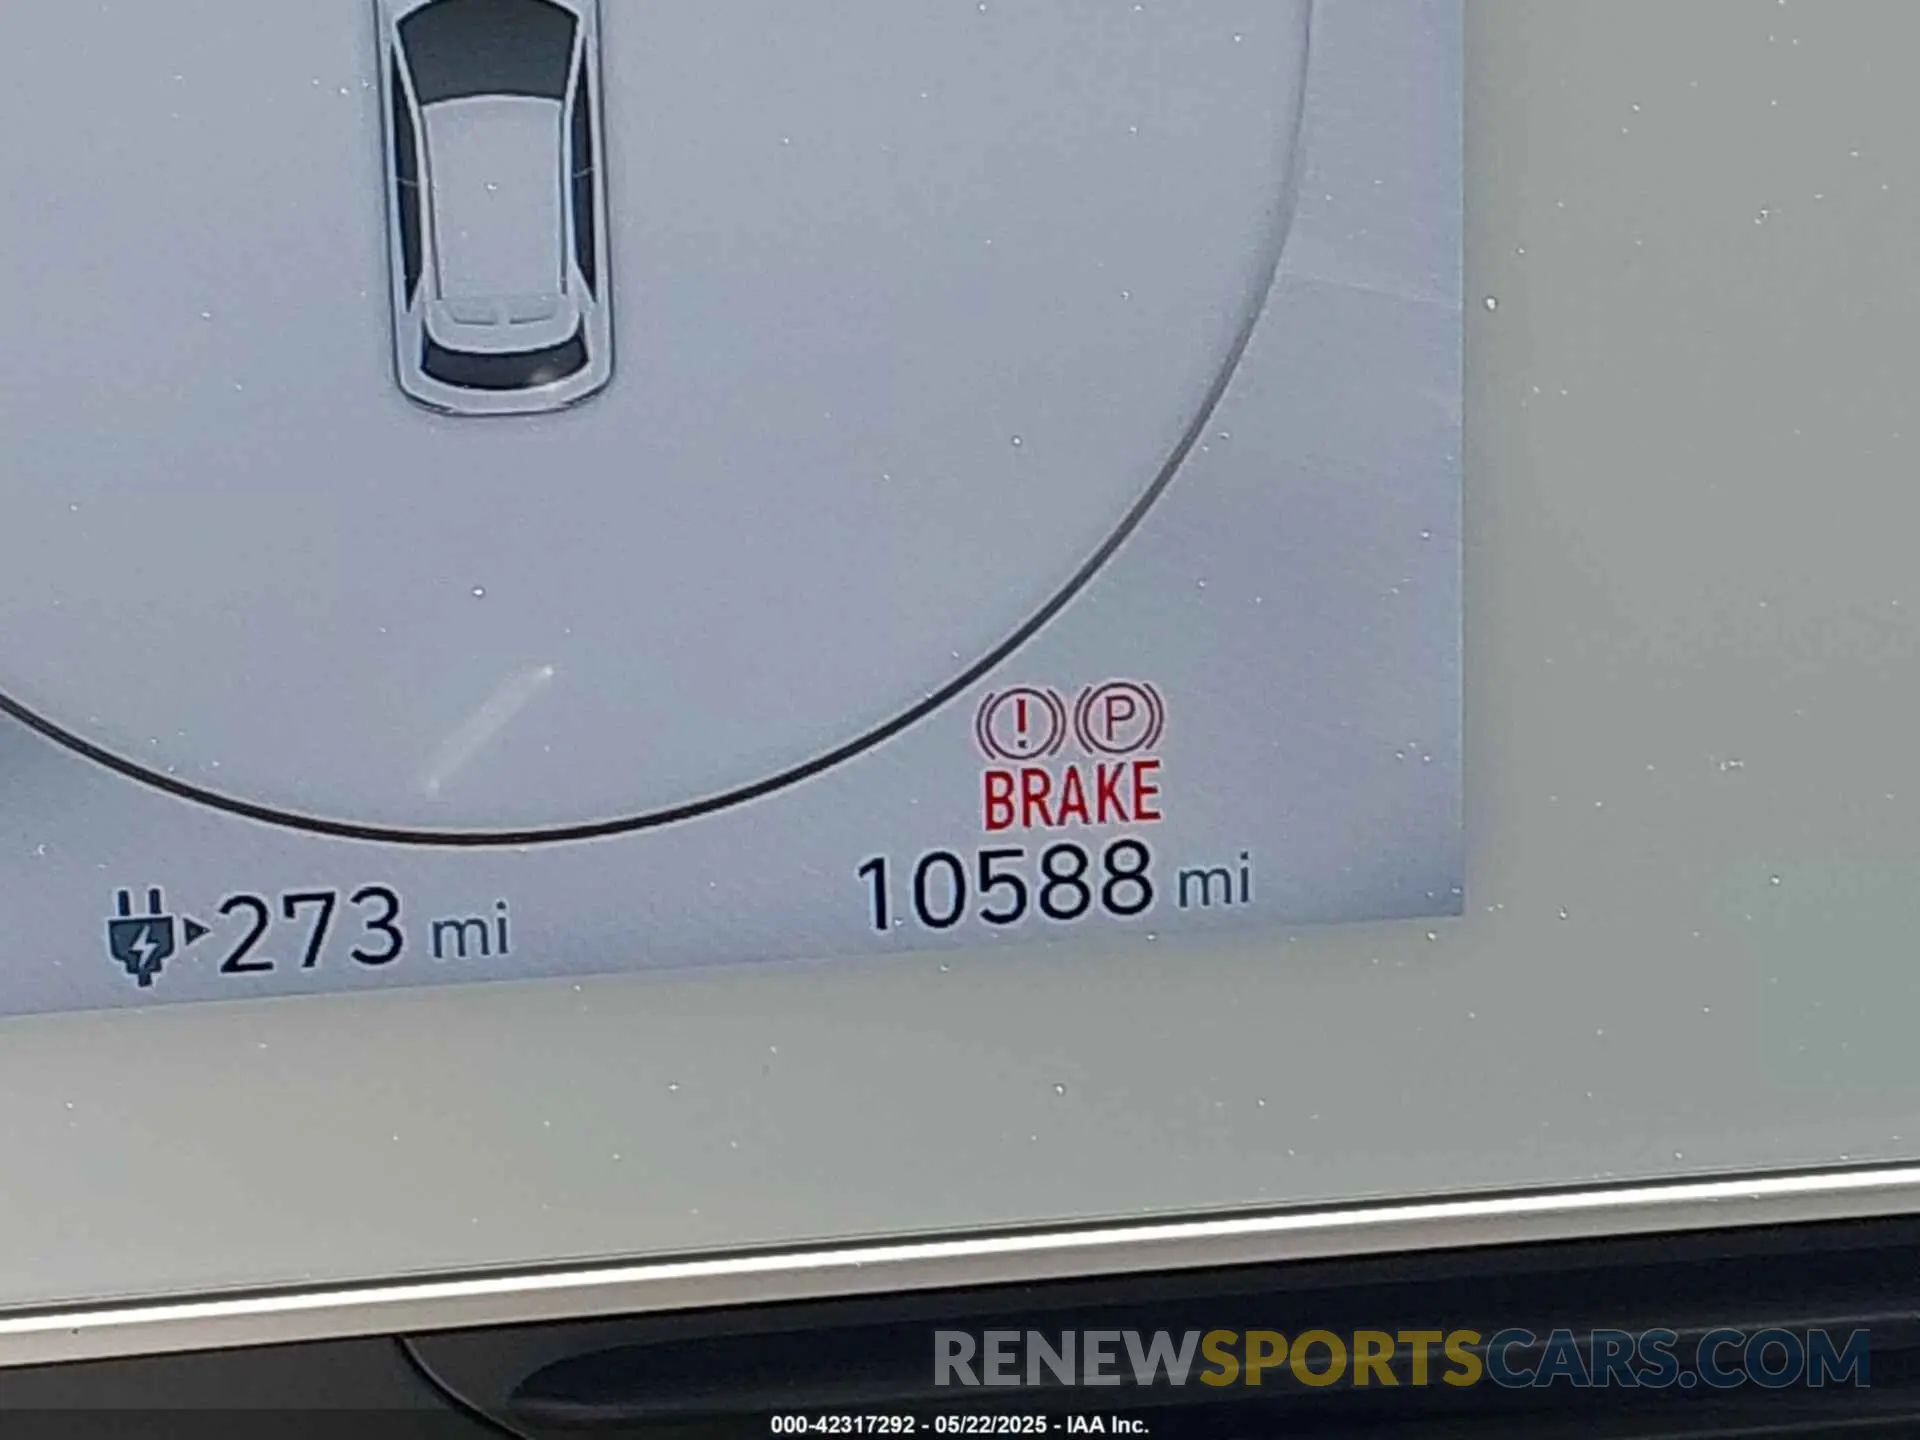 P
BRAKE
10588 mi
273 mi
RENEWSPORTSCARS.COM
000-42317292 - 05/22/2025 - IAA Inc.